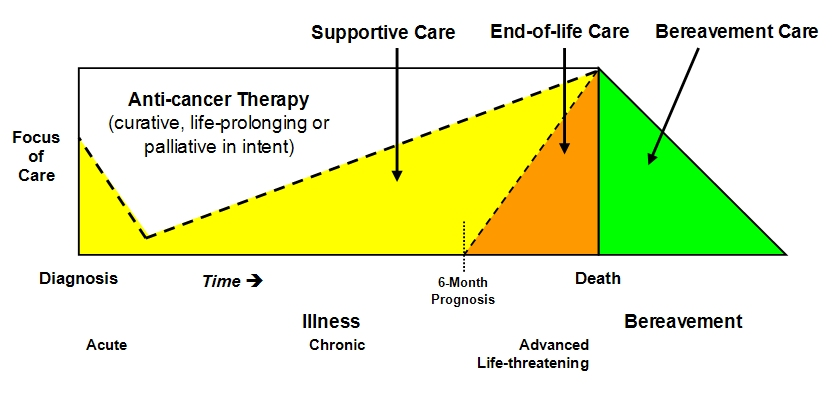 Supportive Care
End-of-life Care
Bereavement Care
Anti-cancer Therapy
(curative, life-prolonging or
palliative in intent)
Focus
of
Care
Diagnosis
Time ➔
6-Month
Prognosis
Death
Illness
Bereavement
Acute
Chronic
Advanced
Life-threatening